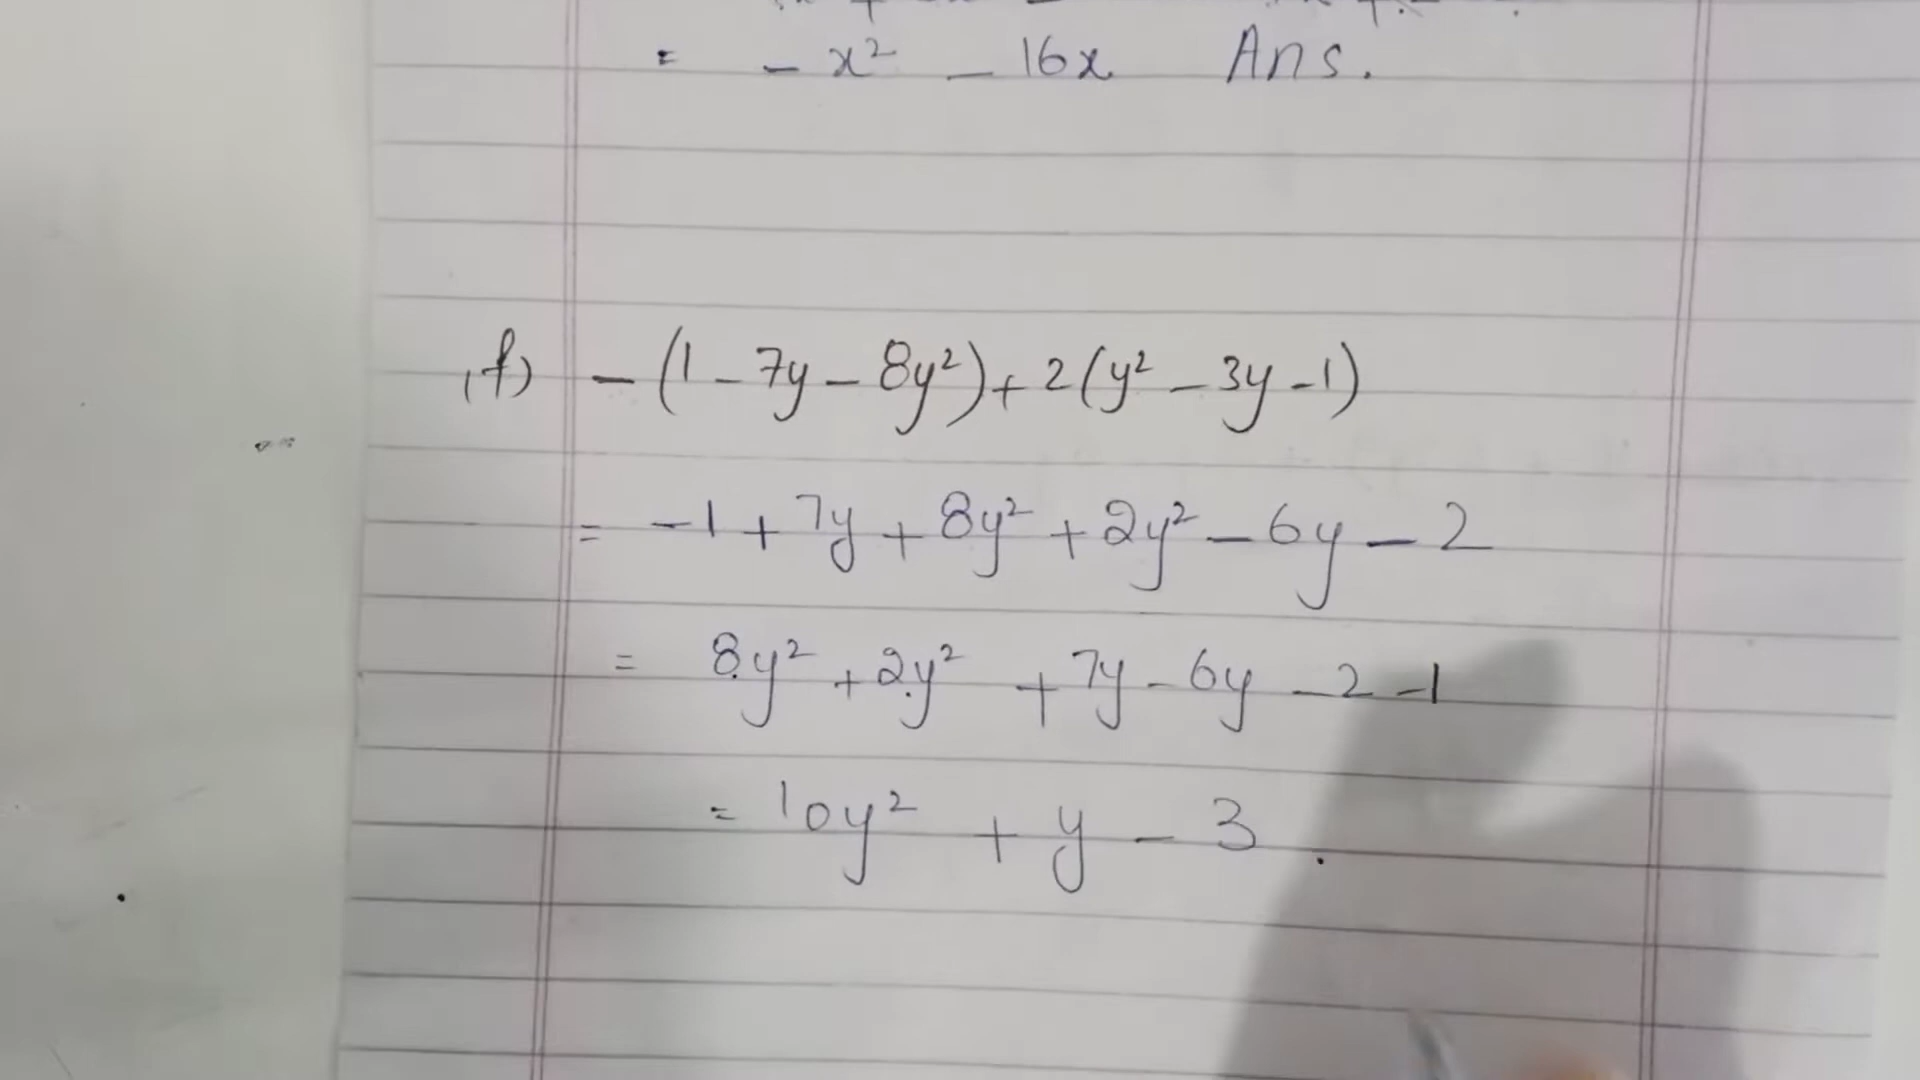 = - x² - 16x Ans.
(f) - (1 - 7y - 8y²) + 2(y² - 3y - 1)
= -1 + 7y + 8y² + 2y² - 6y - 2
= 8y² + 2y² + 7y - 6y - 2 - 1
= 10y² + y - 3.